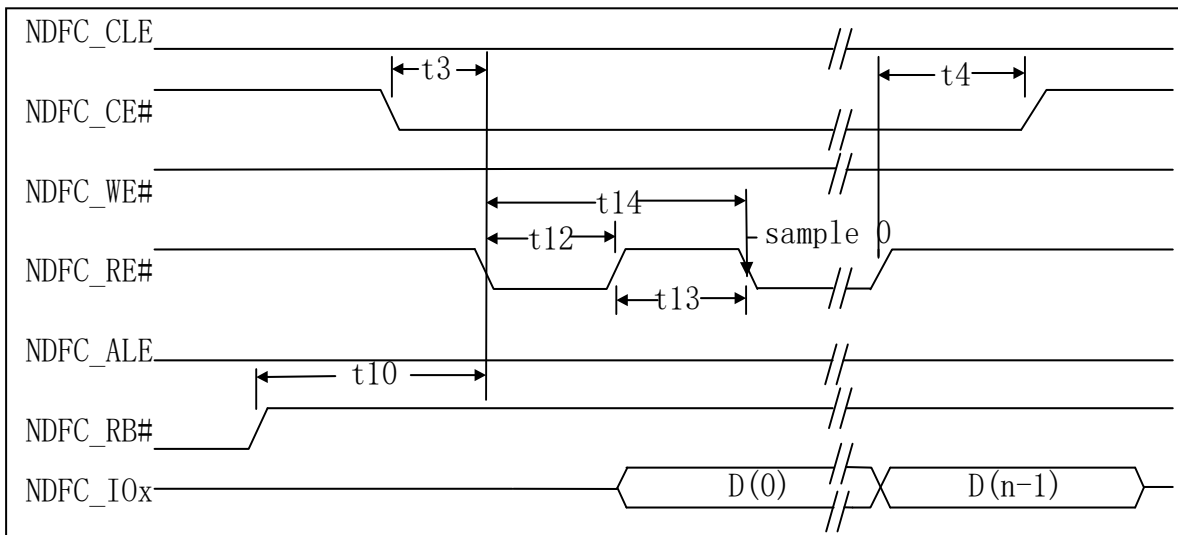 NDFC_CLE
t3
t4
NDFC_CE#
NDFC_WE#
t14
t12
sample 0
NDFC_RE#
t13
NDFC_ALE
t10
NDFC_RB#
NDFC_IOx
D(0)
D(n-1)